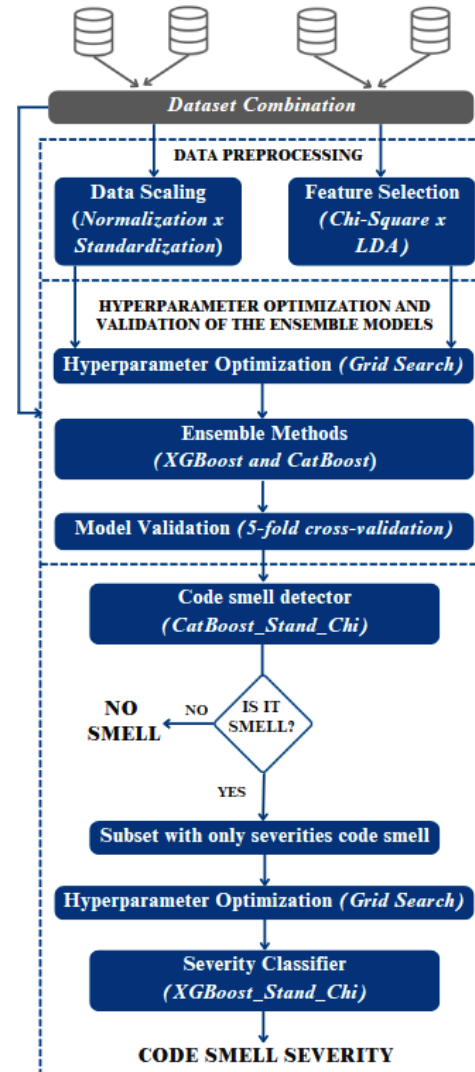 Dataset Combination
DATA PREPROCESSING
Data Scaling
(Normalization x
Standardization)
Feature Selection
(Chi-Square x
LDA)
HYPERPARAMETER OPTIMIZATION AND
VALIDATION OF THE ENSEMBLE MODELS
Hyperparameter Optimization (Grid Search)
Ensemble Methods
(XGBoost and CatBoost)
Model Validation (5-fold cross-validation)
Code smell detector
(CatBoost_Stand_Chi)
IS IT
SMELL?
NO
NO
SMELL
YES
Subset with only severities code smell
Hyperparameter Optimization (Grid Search)
Severity Classifier
(XGBoost_Stand_Chi)
CODE SMELL SEVERITY